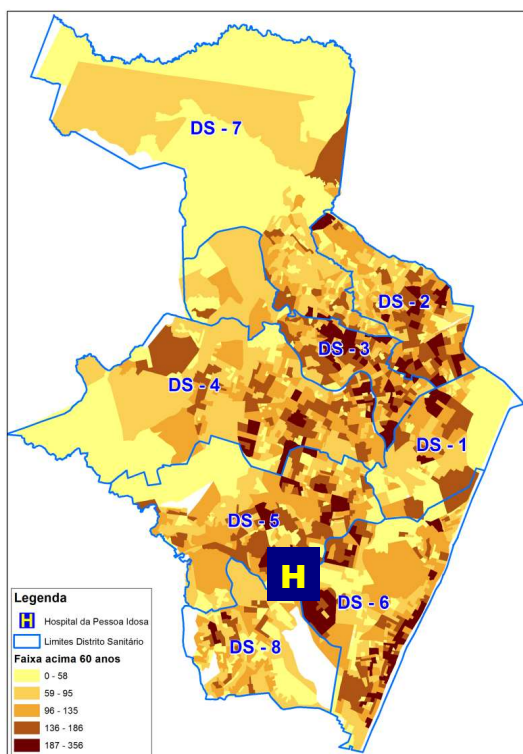 DS - 7
DS - 2
DS - 3
DS - 4
DS - 1
DS - 5
H
DS - 6
DS - 8
Legenda
H Hospital da Pessoa Idosa
Limites Distrito Sanitário
Faixa acima 60 anos
0 - 58
59 - 95
96 - 135
136 - 186
187 - 356